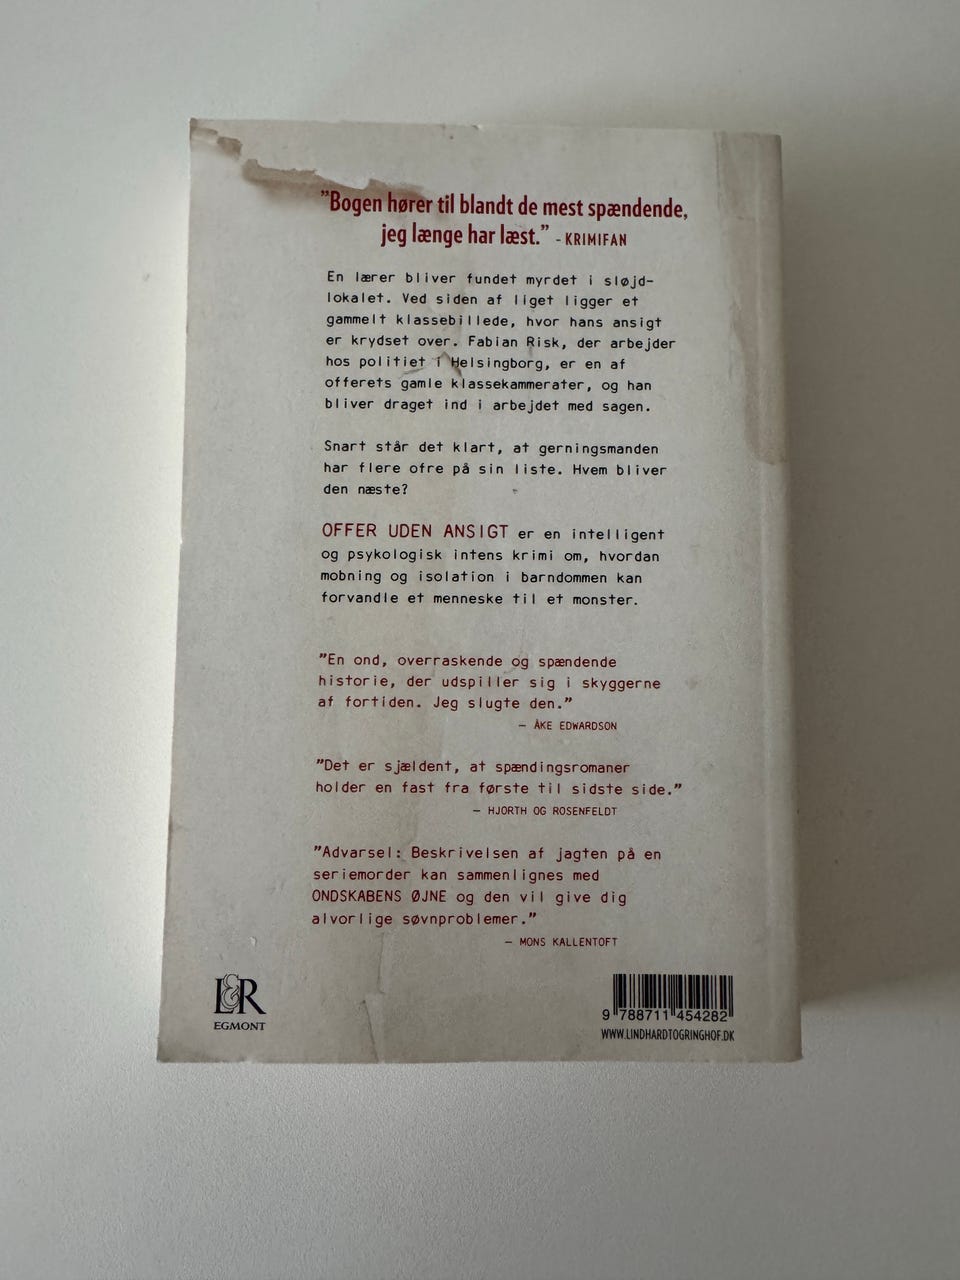 ”Bogen hører til blandt de mest spændende,
jeg længe har læst.” - KRIMIFAN
En lærer bliver fundet myrdet i sløjd-
lokalet. Ved siden af liget ligger et
gammelt klassebillede, hvor hans ansigt
er krydset over. Fabian Risk, der arbejder
hos politiet i Helsingborg, er en af
offerets gamle klassekammerater, og han
bliver draget ind i arbejdet med sagen.
Snart står det klart, at gerningsmanden
har flere ofre på sin liste. Hvem bliver
den næste?
OFFER UDEN ANSIGT er en intelligent
og psykologisk intens krimi om, hvordan
mobning og isolation i barndommen kan
forvandle et menneske til et monster.
”En ond, overraskende og spændende
historie, der udspiller sig i skyggerne
af fortiden. Jeg slugte den.”
– ÅKE EDWARDSON
”Det er sjældent, at spændingsromaner
holder en fast fra første til sidste side.”
– HJORTH OG ROSENFELDT
”Advarsel: Beskrivelsen af jagten på en
seriemorder kan sammenlignes med
ONDSKABENS ØJNE og den vil give dig
alvorlige søvnproblemer.”
– MONS KALLENTOFT
L&R
EGMONT
9 788711 454282
WWW.LINDHARDTOGRINGHOF.DK